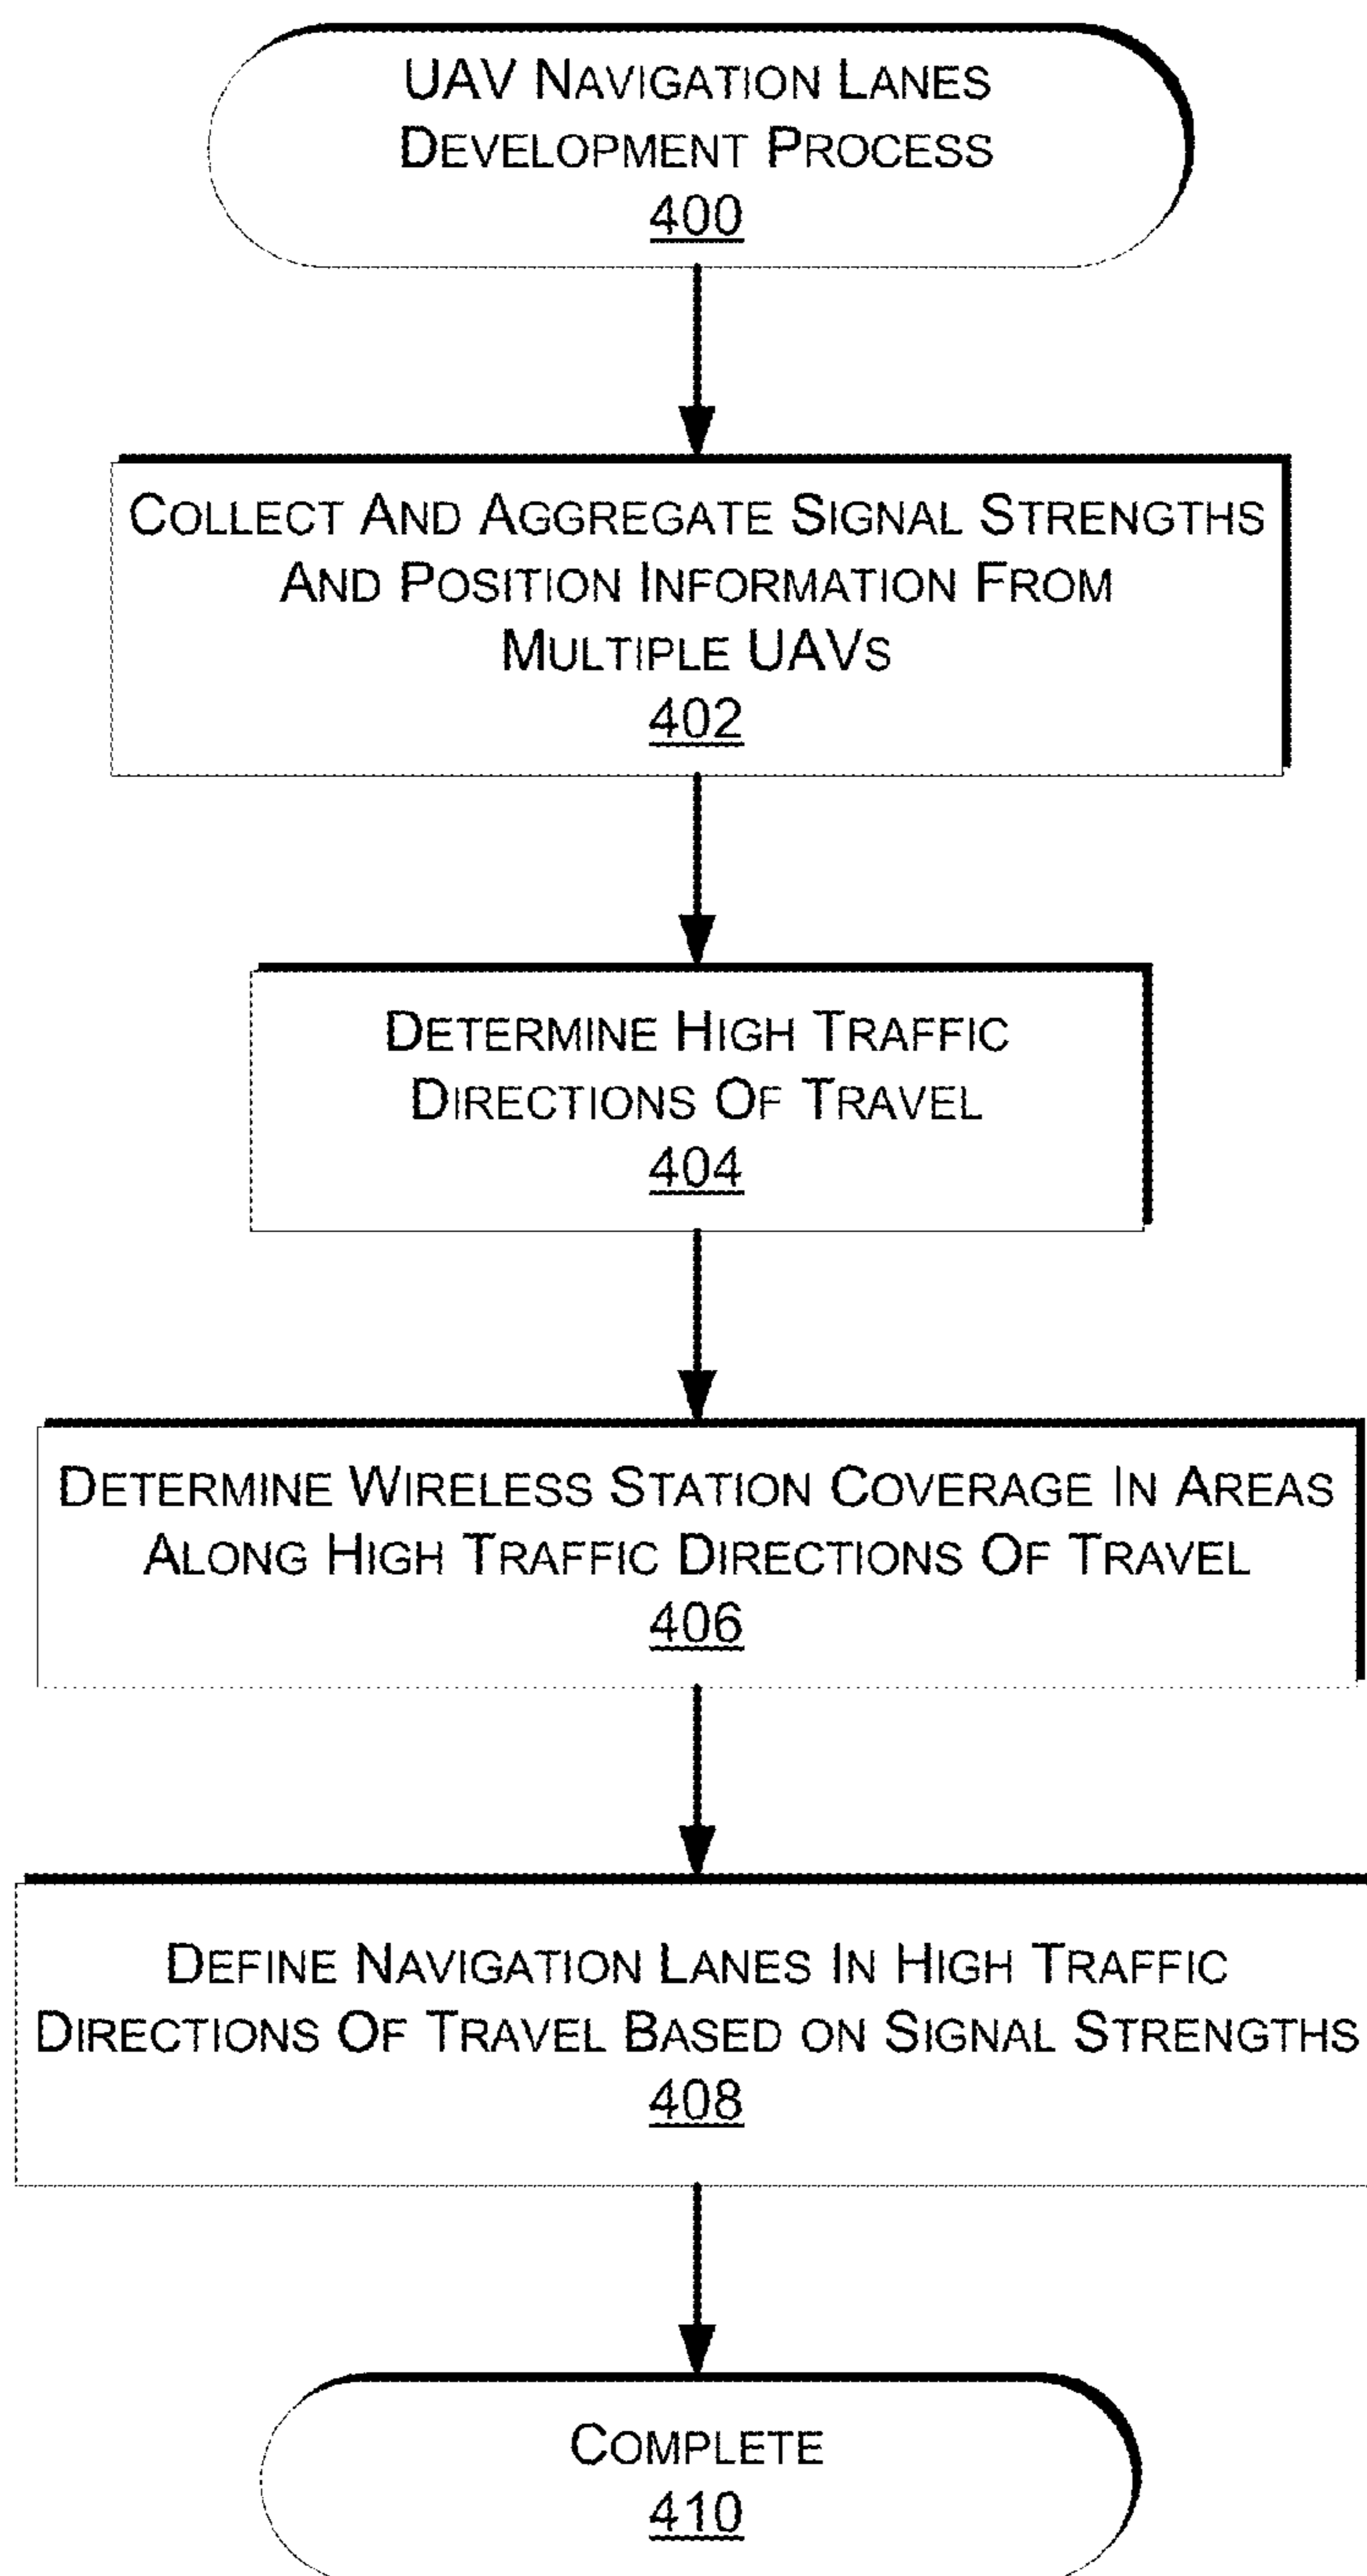 UAV NAVIGATION LANES
DEVELOPMENT PROCESS
400
COLLECT AND AGGREGATE SIGNAL STRENGTHS
AND POSITION INFORMATION FROM
MULTIPLE UAVS
402
DETERMINE HIGH TRAFFIC
DIRECTIONS OF TRAVEL
404
DETERMINE WIRELESS STATION COVERAGE IN AREAS
ALONG HIGH TRAFFIC DIRECTIONS OF TRAVEL
406
DEFINE NAVIGATION LANES IN HIGH TRAFFIC
DIRECTIONS OF TRAVEL BASED ON SIGNAL STRENGTHS
408
COMPLETE
410